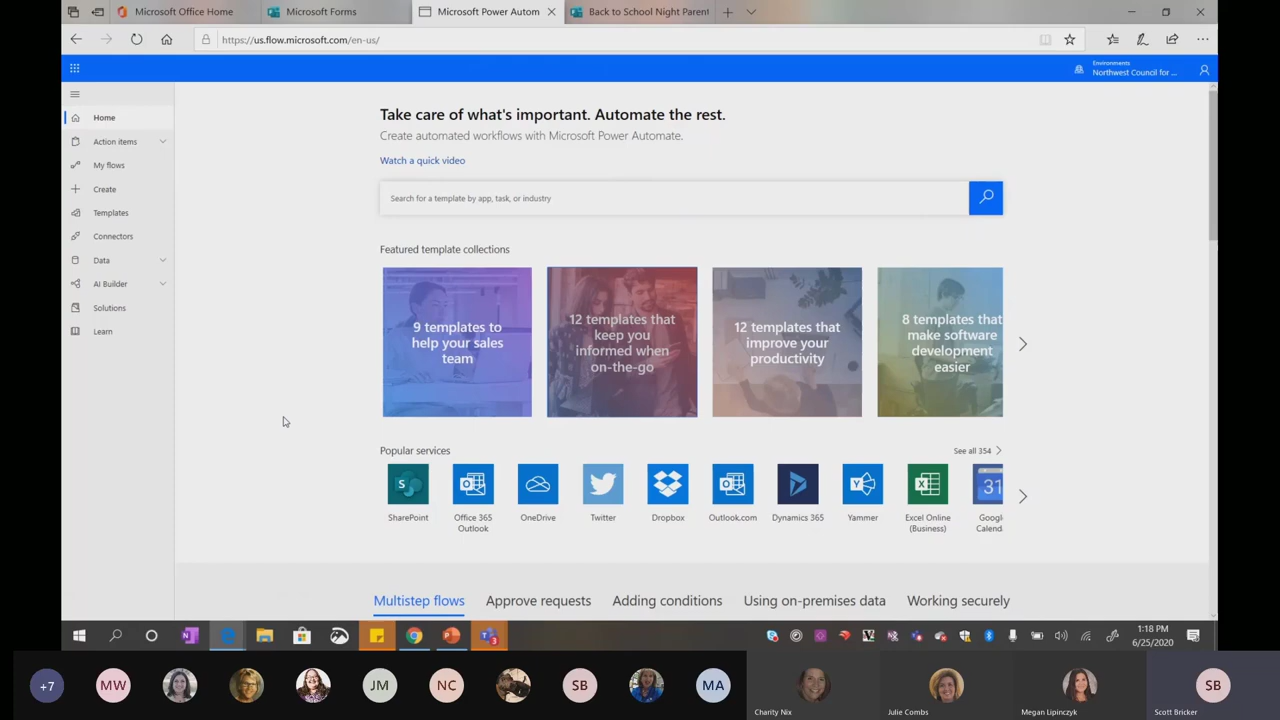 Microsoft Office Home
Microsoft Forms
Microsoft Power Autom
Back to School Night Parent
https://us.flow.microsoft.com/en-us/
Environments
Northwest Council for ...
Home
Action items
My flows
Create
Templates
Connectors
Data
AI Builder
Solutions
Learn
Take care of what's important. Automate the rest.
Create automated workflows with Microsoft Power Automate.
Watch a quick video
Search for a template by app, task, or industry
Featured template collections
9 templates to
help your sales
team
12 templates that
keep you
informed when
on-the-go
12 templates that
improve your
productivity
8 templates that
make software
development
easier
Popular services
See all 354
SharePoint
Office 365
Outlook
OneDrive
Twitter
Dropbox
Outlook.com
Dynamics 365
Yammer
Excel Online
(Business)
31
Google
Calenda
Multistep flows
Approve requests
Adding conditions
Using on-premises data
Working securely
1:18 PM
6/25/2020
+7
MW
JM
NC
SB
MA
Charity Nix
Julie Combs
Megan Lipinczyk
SB
Scott Bricker